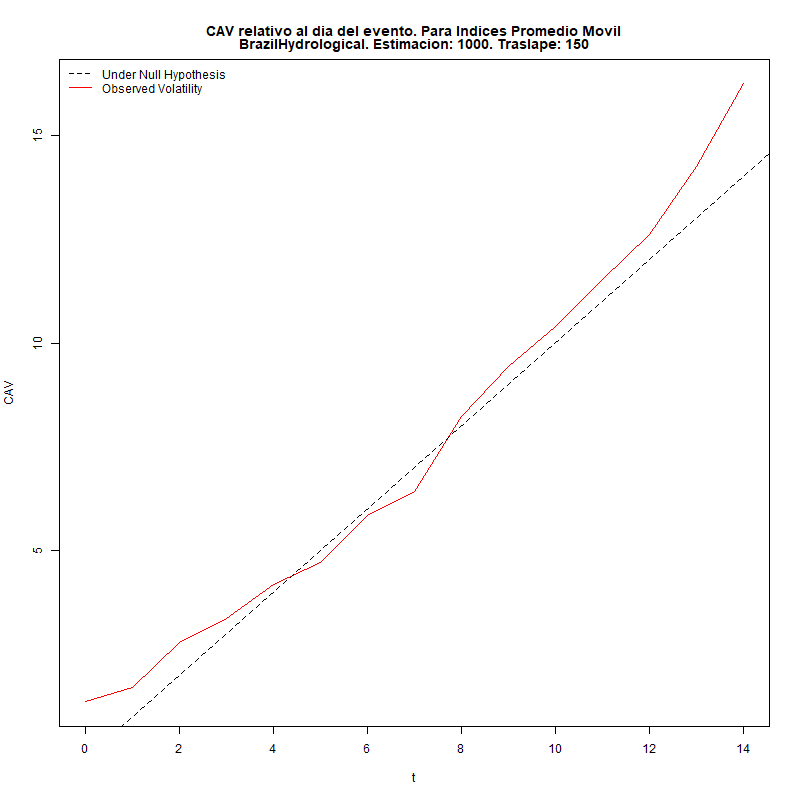 CAV relativo al dia del evento. Para Indices Promedio Movil
BrazilHydrological. Estimacion: 1000. Traslape: 150
Under Null Hypothesis
Observed Volatility
15
10
5
CAV
0 2 4 6 8 10 12 14
t